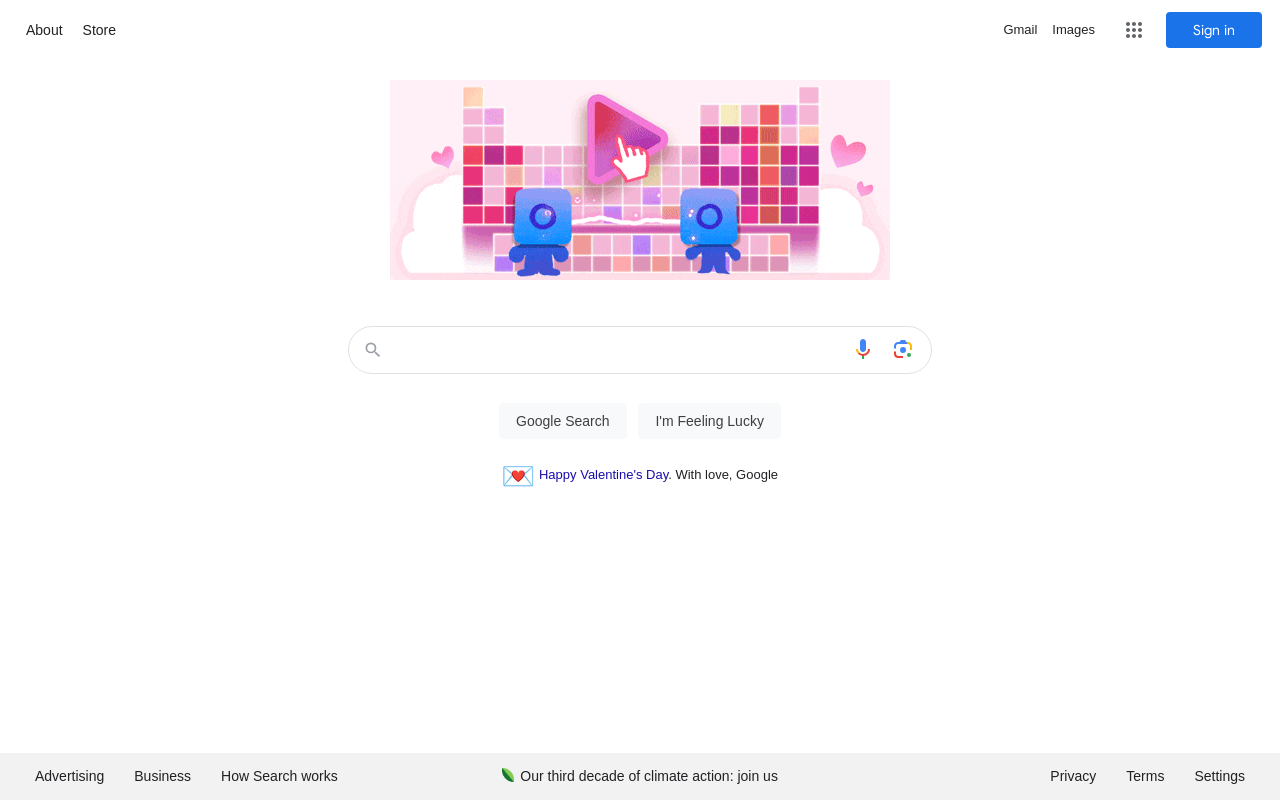 About Store Gmail Images Sign in
Google Search I'm Feeling Lucky
Happy Valentine's Day. With love, Google
Advertising Business How Search works Our third decade of climate action: join us Privacy Terms Settings